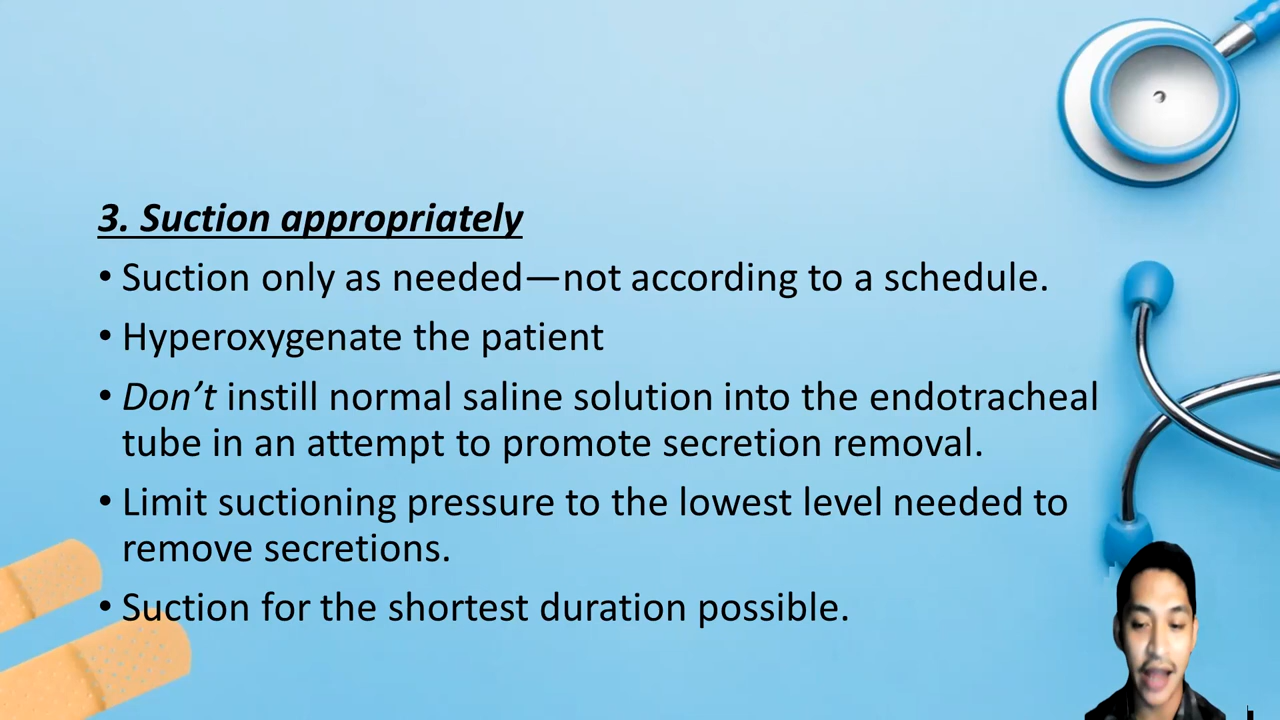 3. Suction appropriately
• Suction only as needed—not according to a schedule.
• Hyperoxygenate the patient
• Don’t instill normal saline solution into the endotracheal
tube in an attempt to promote secretion removal.
• Limit suctioning pressure to the lowest level needed to
remove secretions.
• Suction for the shortest duration possible.